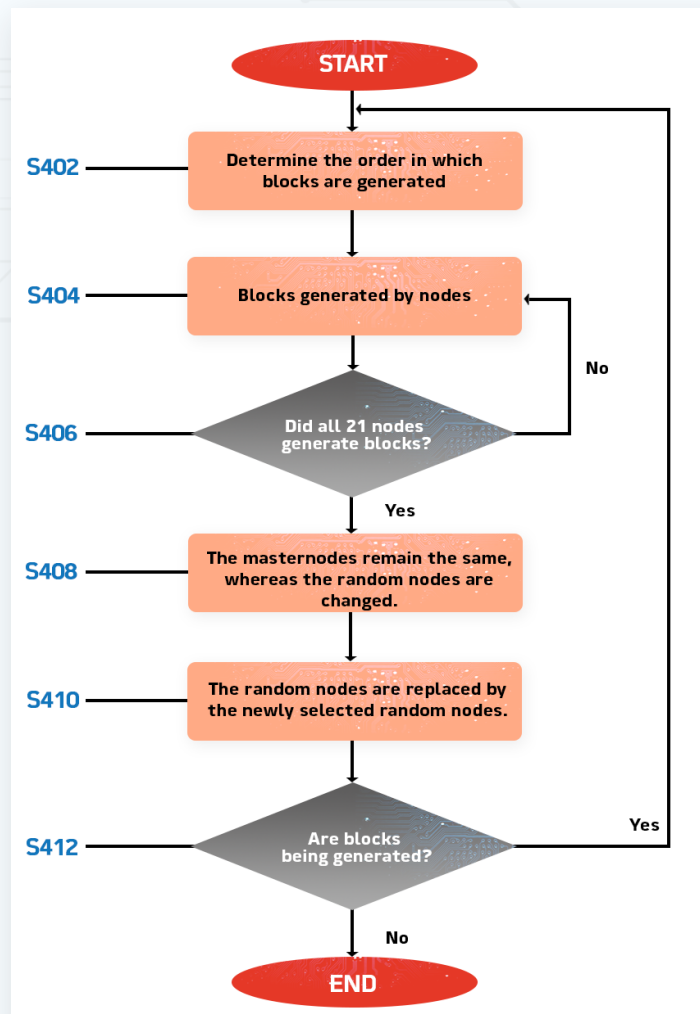 START
S402
Determine the order in which
blocks are generated
S404
Blocks generated by nodes
No
S406
Did all 21 nodes
generate blocks?
Yes
S408
The masternodes remain the same,
whereas the random nodes are
changed.
S410
The random nodes are replaced by
the newly selected random nodes.
S412
Are blocks
being generated?
Yes
No
END